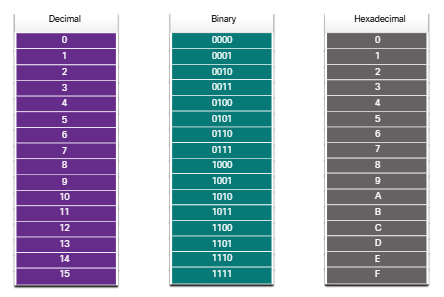 Decimal Binary Hexadecimal
0 0000 0
1 0001 1
2 0010 2
3 0011 3
4 0100 4
5 0101 5
6 0110 6
7 0111 7
8 1000 8
9 1001 9
10 1010 A
11 1011 B
12 1100 C
13 1101 D
14 1110 E
15 1111 F